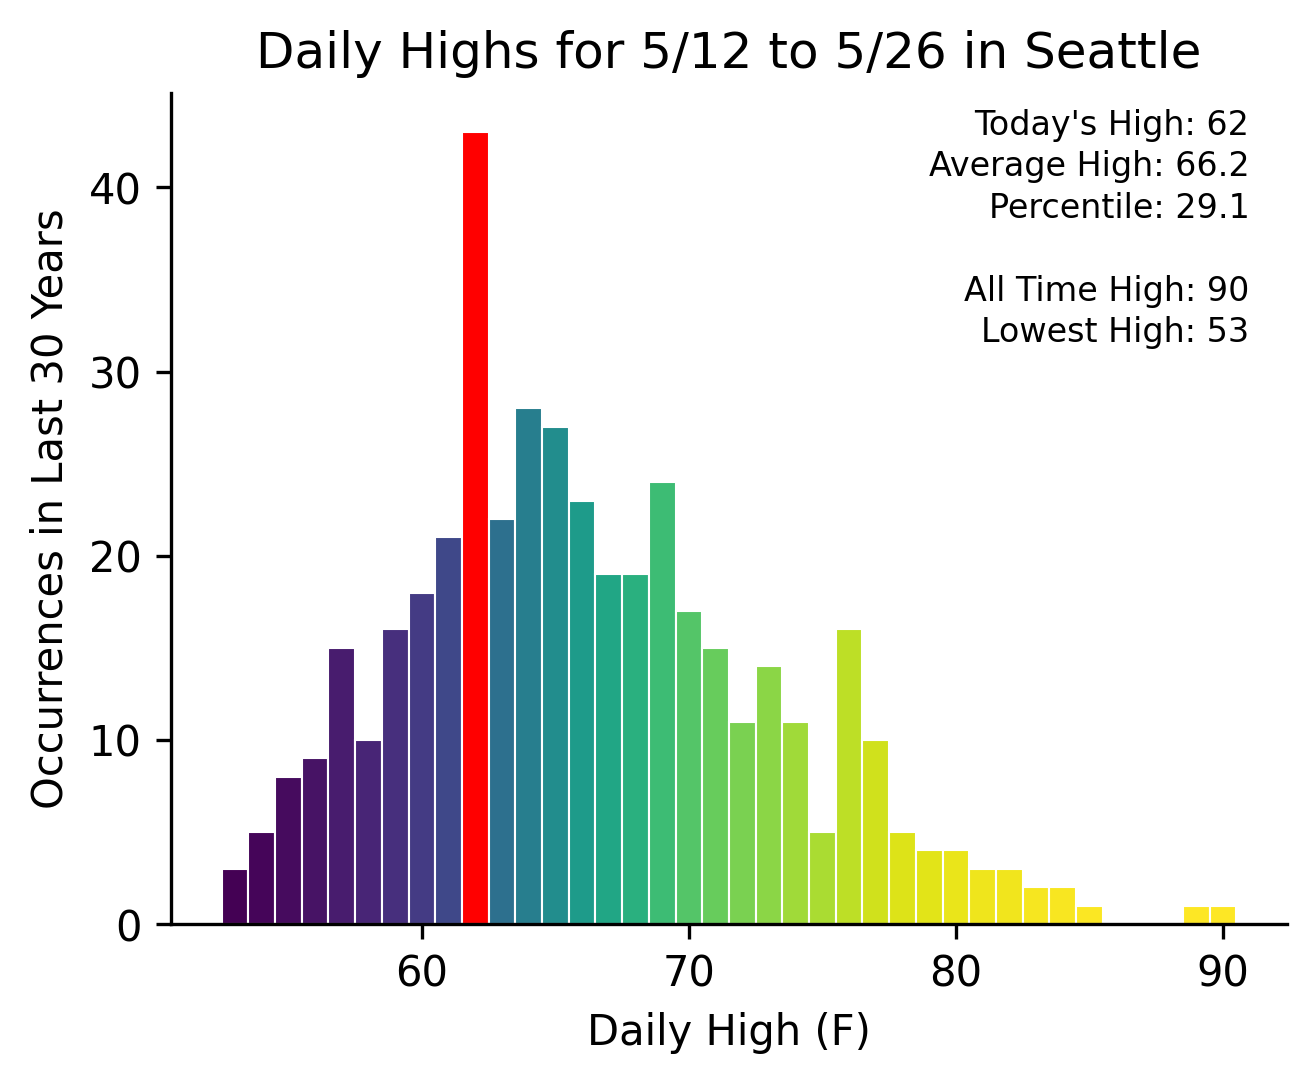 Daily Highs for 5/12 to 5/26 in Seattle
Today's High: 62
Average High: 66.2
Percentile: 29.1
All Time High: 90
Lowest High: 53
Occurrences in Last 30 Years
40
30
20
10
0
60 70 80 90
Daily High (F)